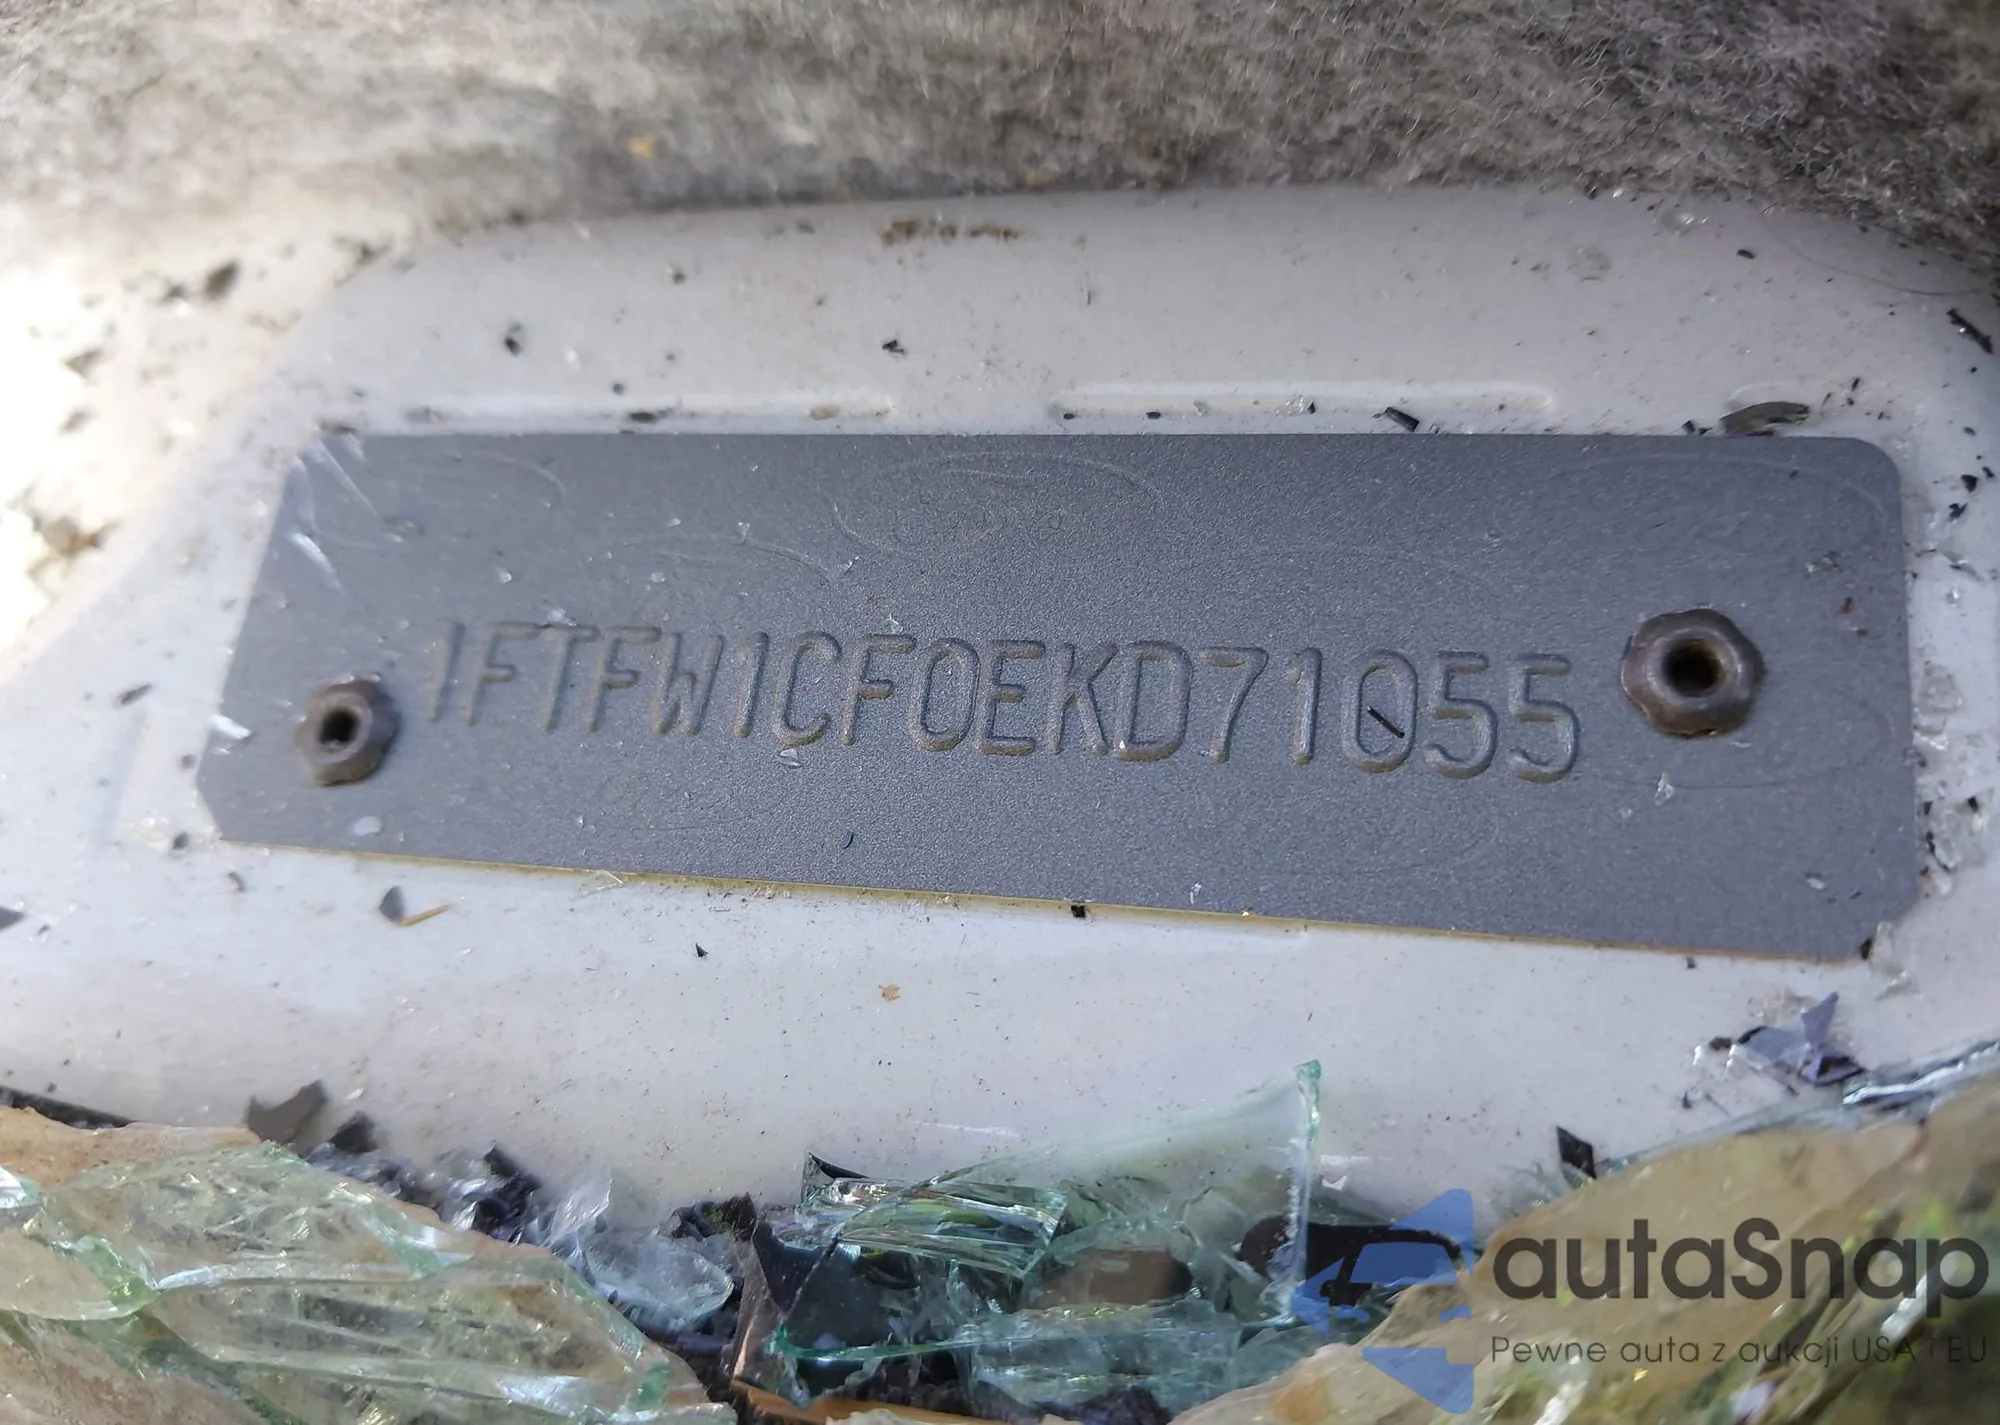 1FTFW1CF0EKD71055
autaSnap
Pewne auta z aukcji USA i EU